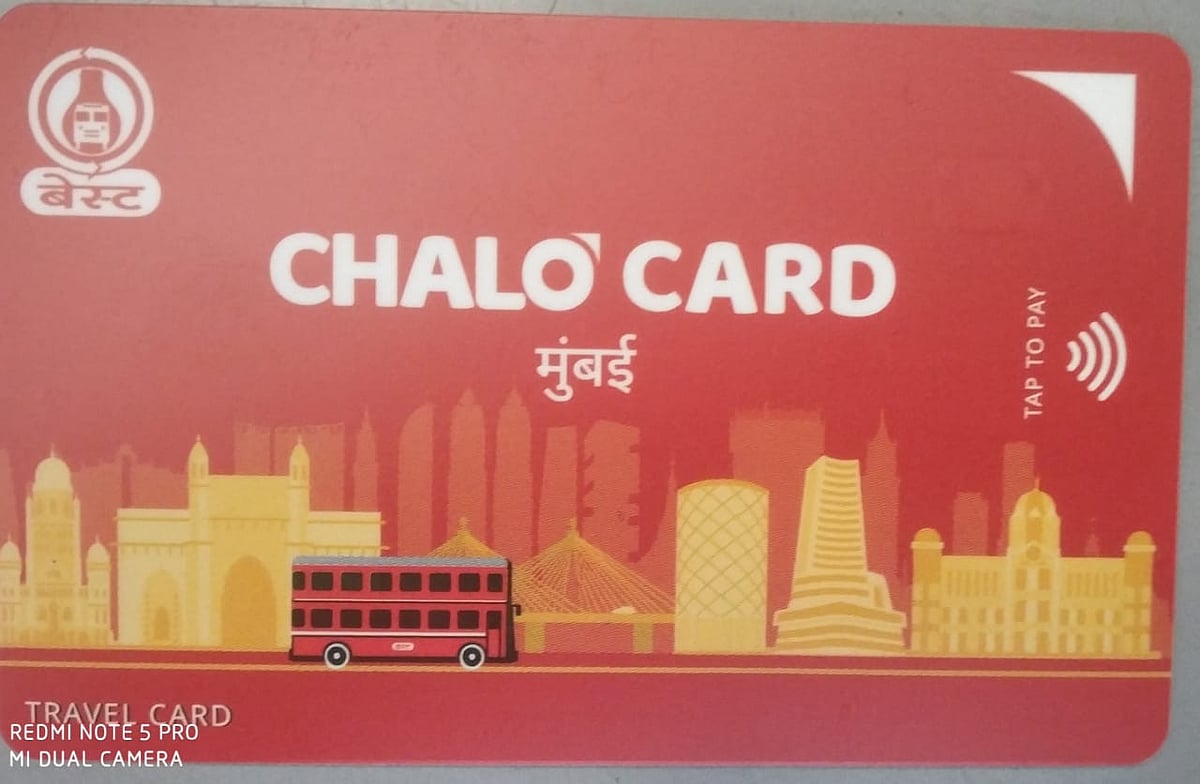 बेस्ट
CHALO CARD
मुंबई
TAP TO PAY
TRAVEL CARD
REDMI NOTE 5 PRO
MI DUAL CAMERA